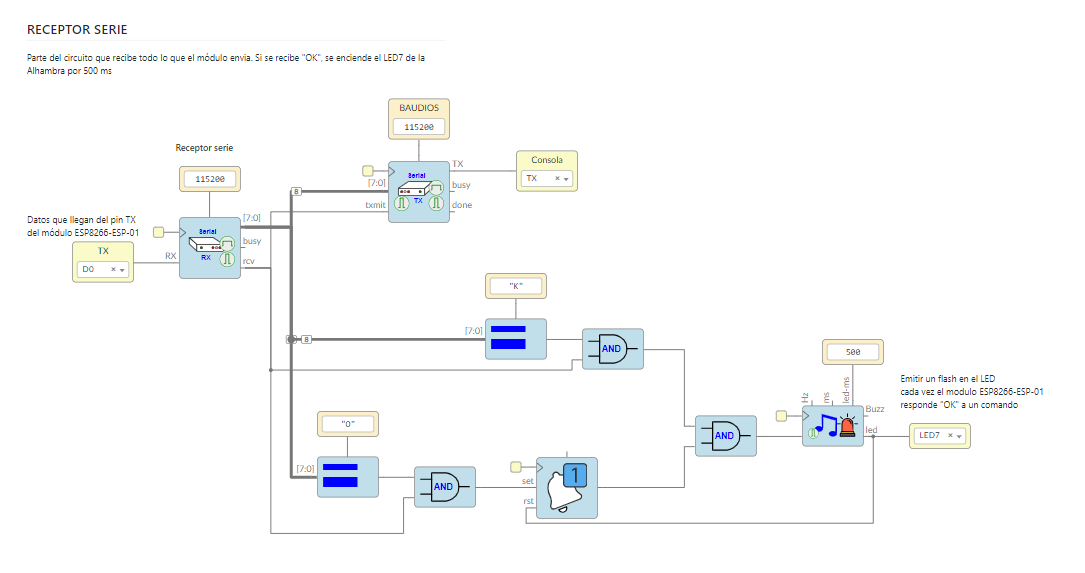 RECEPTOR SERIE
Parte del circuito que recibe todo lo que el módulo envia. Si se recibe "OK", se enciende el LED7 de la
Alhambra por 500 ms
BAUDIOS
115200
Receptor serie
115200
TX
Consola
TX
Serial
TX
[7:0]
busy
txmit
done
Datos que llegan del pin TX
del módulo ESP8266-ESP-01
TX
D0
RX
Serial
RX
[7:0]
busy
rcv
8
8
"K"
[7:0]
AND
500
Emitir un flash en el LED
cada vez el modulo ESP8266-ESP-01
responde "OK" a un comando
Hz
ms
led-ms
Buzz
led
LED7
"O"
[7:0]
AND
AND
set
rst
1